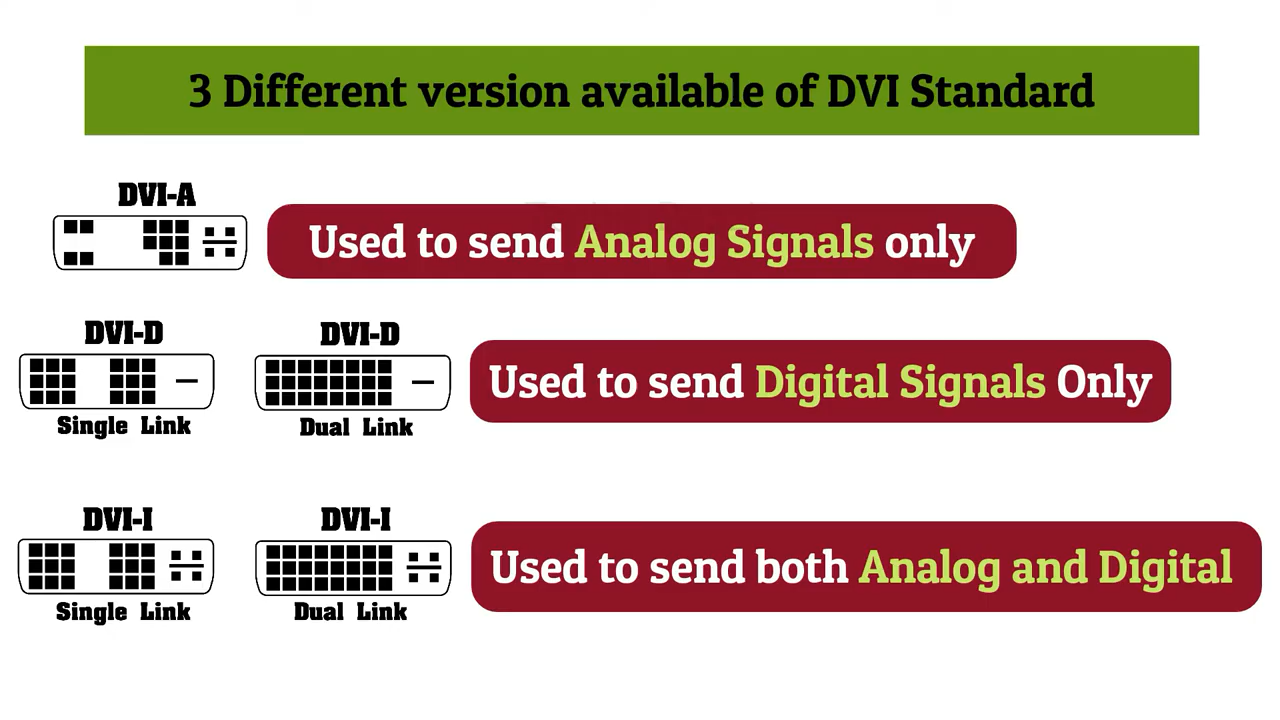 3 Different version available of DVI Standard
DVI-A
Used to send Analog Signals only
DVI-D
DVI-D
Used to send Digital Signals Only
Single Link
Dual Link
DVI-I
DVI-I
Used to send both Analog and Digital
Single Link
Dual Link